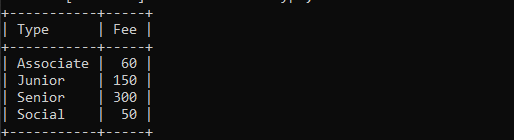 +-----------+-----+
| Type      | Fee |
+-----------+-----+
| Associate |  60 |
| Junior    | 150 |
| Senior    | 300 |
| Social    |  50 |
+-----------+-----+